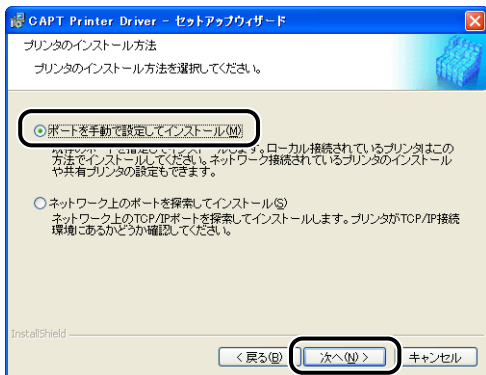 CAPT Printer Driver - セットアップウィザード
プリンタのインストール方法
プリンタのインストール方法を選択してください。
ポートを手動で設定してインストール(M)
既存のポートを指定してインストールします。ローカル接続されているプリンタはこの
方法でインストールしてください。ネットワーク接続されているプリンタのインストール
や共有プリンタの設定もできます。
ネットワーク上のポートを探索してインストール(S)
ネットワーク上のTCP/IPポートを探索してインストールします。プリンタがTCP/IP接続
環境にあるかどうか確認してください。
InstallShield
< 戻る(B) 次へ(N) > キャンセル